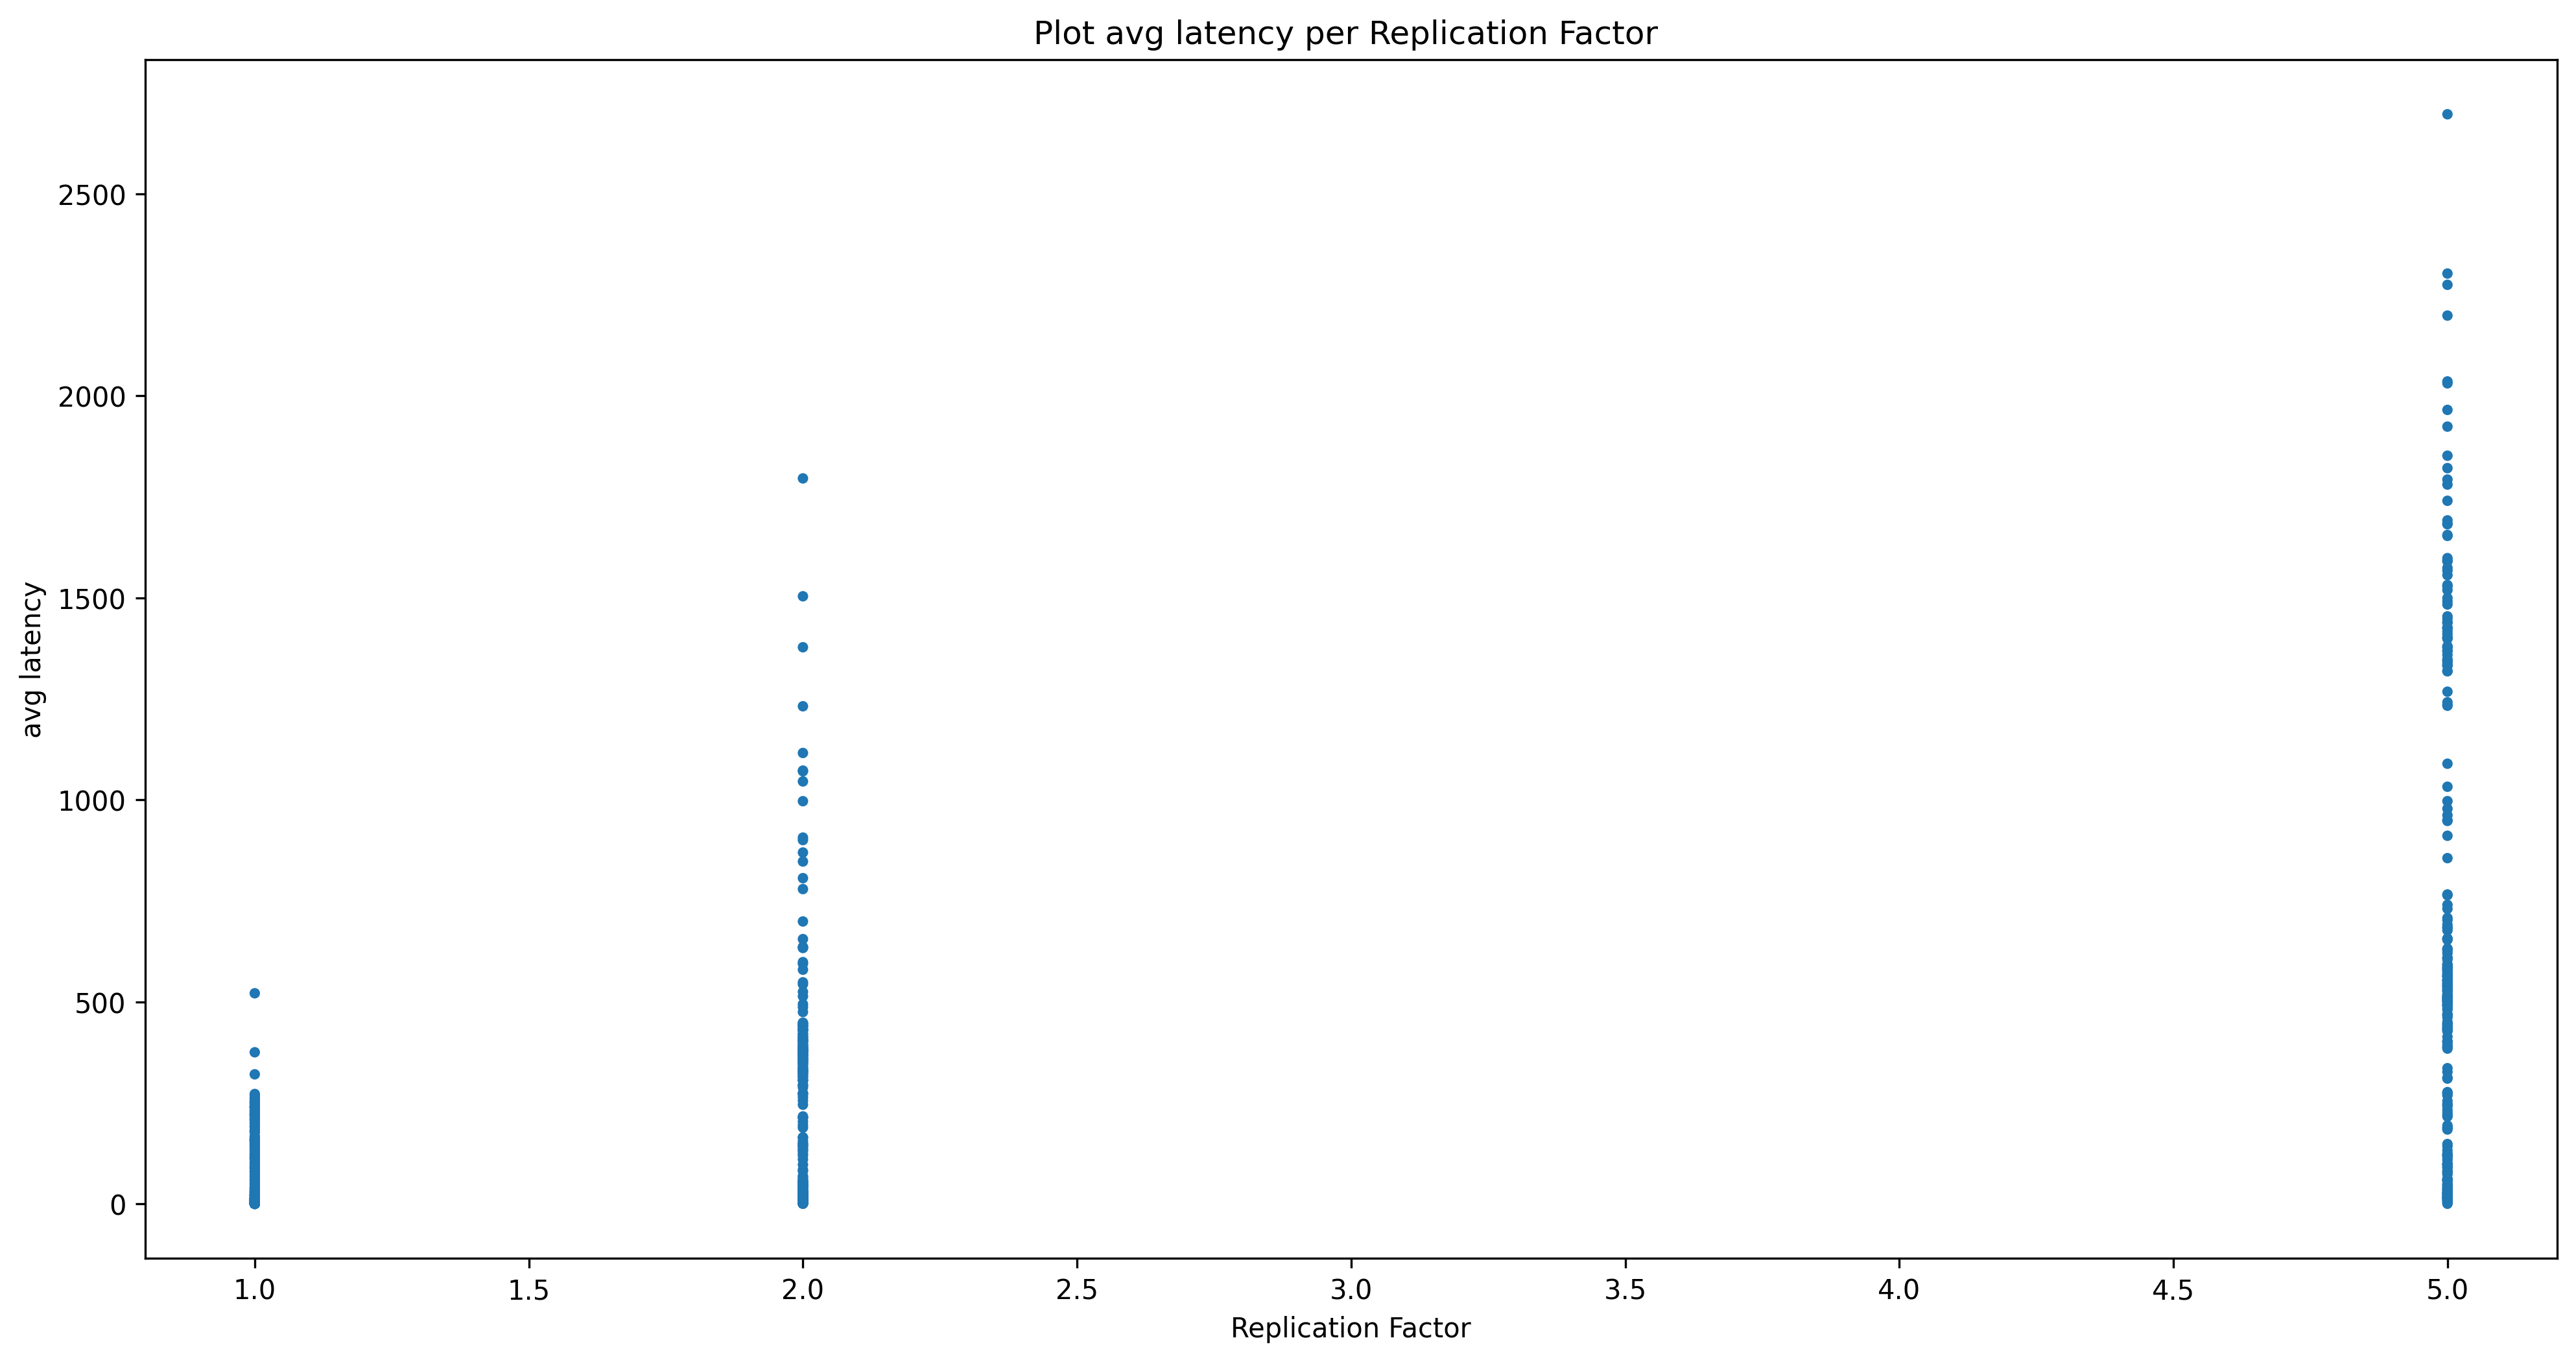 Plot avg latency per Replication Factor
avg latency
2500
2000
1500
1000
500
0
1.0 1.5 2.0 2.5 3.0 3.5 4.0 4.5 5.0
Replication Factor